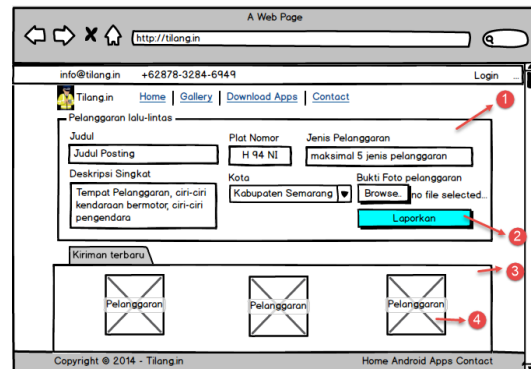 A Web Page
http://tilang.in
info@tilang.in +62878-3284-6949 Login ...
Tilang.in Home Gallery Download Apps Contact
1
Pelanggaran lalu-lintas
Judul Plat Nomor Jenis Pelanggaran
Judul Posting H 94 NI maksimal 5 jenis pelanggaran
Deskripsi Singkat Kota Bukti Foto pelanggaran
Tempat Pelanggaran, ciri-ciri Kabupaten Semarang Browse.. no file selected...
kendaraan bermotor, ciri-ciri
pengendara
Laporkan
2
Kiriman terbaru
3
Pelanggaran Pelanggaran Pelanggaran
4
Copyright © 2014 - Tilang.in Home Android Apps Contact